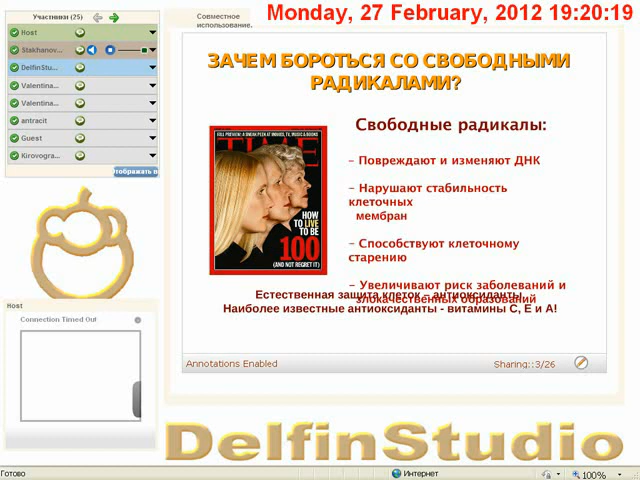 Monday, 27 February, 2012 19:20:19
Участники (25)
Host
Stakhanov...
DelfinStu...
Valentina...
Valentina...
antracit
Guest
Kirovogra...
Отображать в
Host
Connection Timed Out
Совместное
использование.
ЗАЧЕМ БОРОТЬСЯ СО СВОБОДНЫМИ
РАДИКАЛАМИ?
TIME
HOW
TO LIVE
TO BE
100
(AND NOT REGRET IT)
Свободные радикалы:
– Повреждают и изменяют ДНК
– Нарушают стабильность
клеточных
мембран
– Способствуют клеточному
старению
– Увеличивают риск заболеваний и
злокачественных образований
Естественная защита клеток – антиоксиданты.
Наиболее известные антиоксиданты - витамины С, Е и А!
Annotations Enabled
Sharing::3/26
DelfinStudio
Готово
Интернет
100%